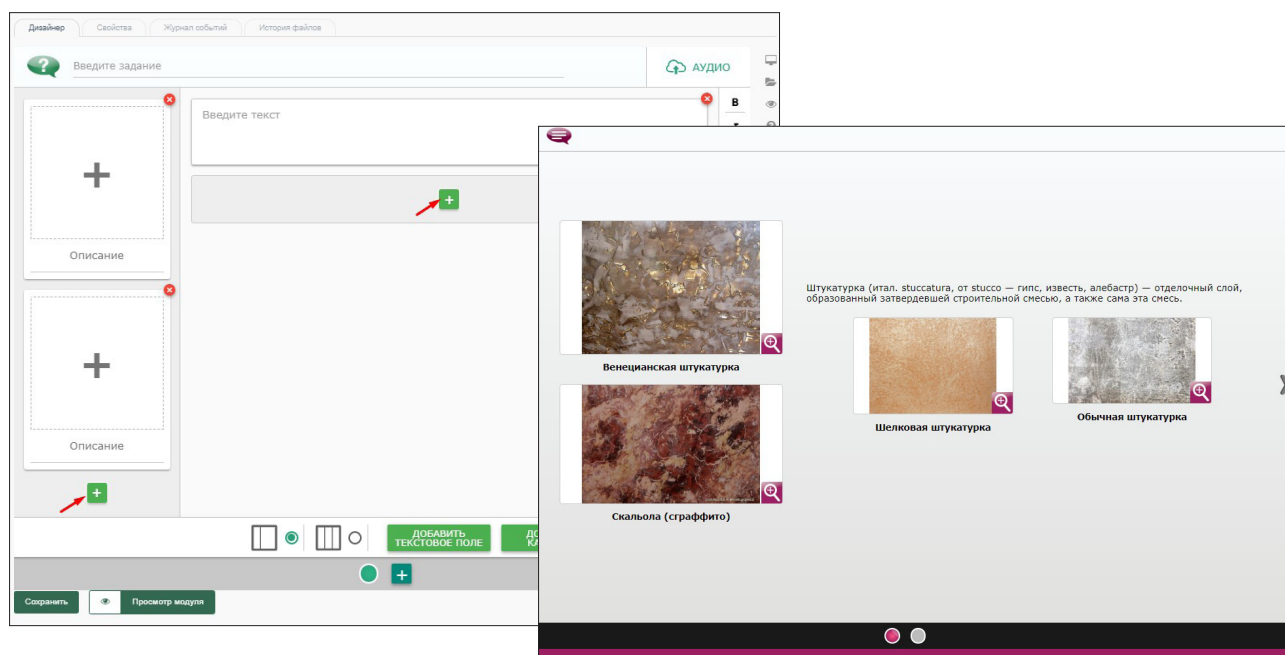 Дизайнер
Свойства
Журнал событий
История файлов
Введите задание
АУДИО
Введите текст
B
Описание
Описание
ДОБАВИТЬ
ТЕКСТОВОЕ ПОЛЕ
Сохранить
Просмотр модуля
Венецианская штукатурка
Скальола (сграффито)
Штукатурка (итал. stuccatura, от stucco — гипс, известь, алебастр) — отделочный слой,
образованный затвердевшей строительной смесью, а также сама эта смесь.
Шелковая штукатурка
Обычная штукатурка